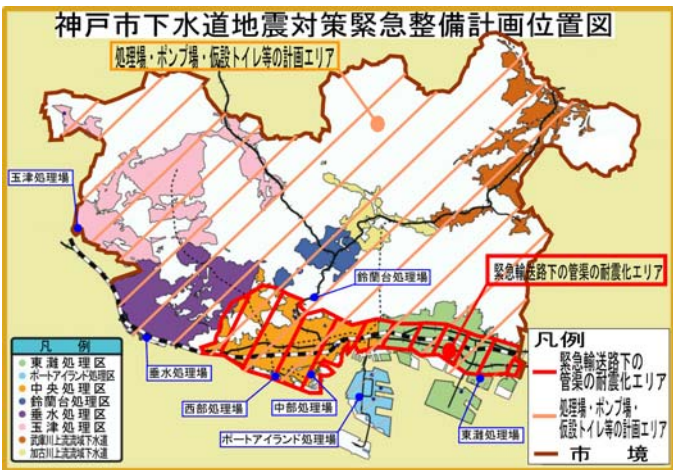 神戸市下水道地震対策緊急整備計画位置図
処理場・ポンプ場・仮設トイレ等の計画エリア
玉津処理場
鈴蘭台処理場
緊急輸送路下の管渠の耐震化エリア
垂水処理場
西部処理場
中部処理場
ポートアイランド処理場
東灘処理場
凡例
東灘処理区
ポートアイランド処理区
中央処理区
鈴蘭台処理区
垂水処理区
玉津処理区
武庫川上流流域下水道
加古川上流流域下水道
凡例
緊急輸送路下の
管渠の耐震化エリア
処理場・ポンプ場・
仮設トイレ等の計画エリア
市境